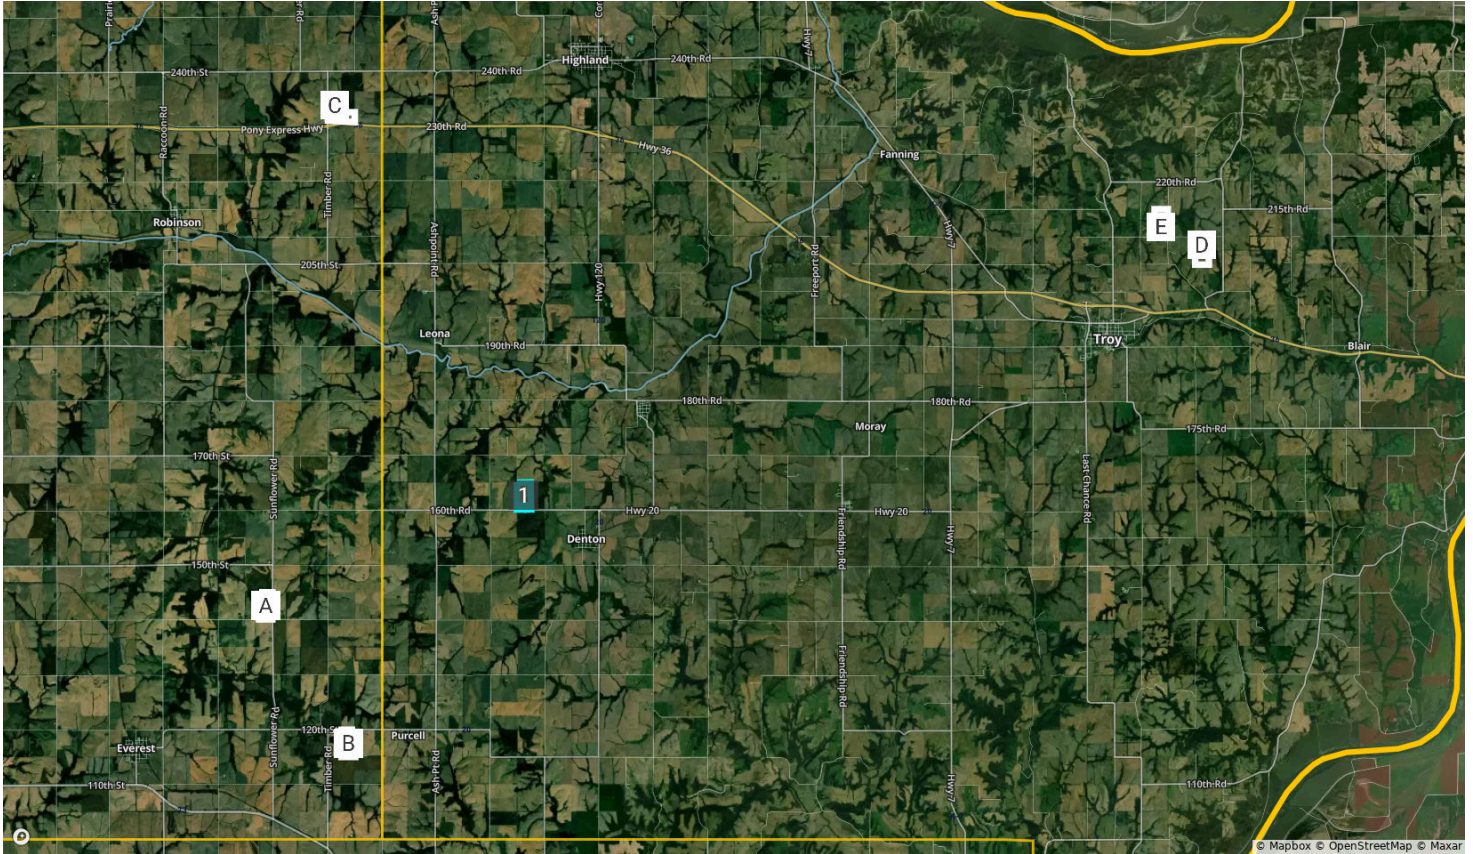 Highland
240th St
240th Rd
240th Rd
Hwy 7
C
Raccoon Rd
Pony Express Hwy
230th Rd
Hwy 36
Fanning
Timber Rd
220th Rd
Robinson
215th Rd
E
Hwy 7
D
Ashpoint Rd
205th St
Hwy 120
Freeport Rd
Leona
190th Rd
Troy
Blair
180th Rd
180th Rd
Moray
175th Rd
170th St
Sunflower Rd
Last Chance Rd
1
160th Rd
Hwy 20
Hwy 20
Denton
Friendship Rd
Hwy 7
150th St
A
Friendship Rd
Sunflower Rd
120th S
B
Purcell
Everest
Timber Rd
Ash Pt Rd
110th St
110th Rd
Hwy 7
© Mapbox © OpenStreetMap © Maxar